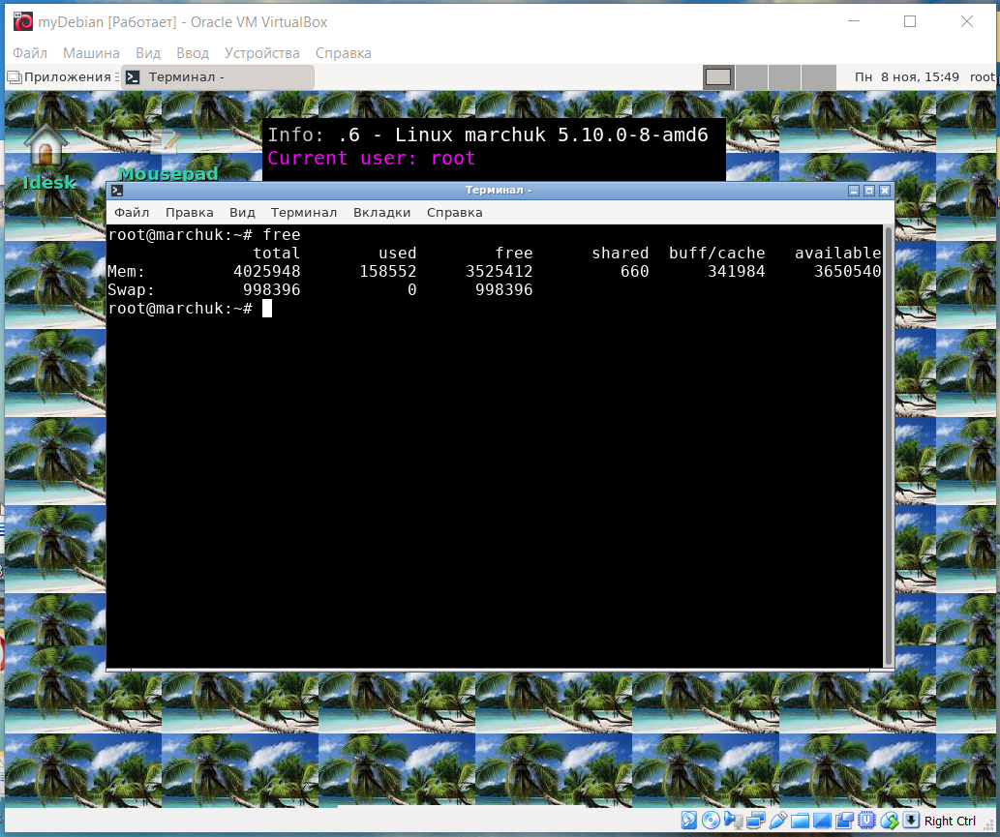 myDebian [Работает] - Oracle VM VirtualBox
Файл Машина Вид Ввод Устройства Справка
Приложения Терминал - Пн 8 ноя, 15:49 root
Info: .6 - Linux marchuk 5.10.0-8-amd6
Current user: root
Idesk
Mousepad
Терминал -
Файл Правка Вид Терминал Вкладки Справка
root@marchuk:~# free
total used free shared buff/cache available
Mem: 4025948 158552 3525412 660 341984 3650540
Swap: 998396 0 998396
root@marchuk:~#
Right Ctrl